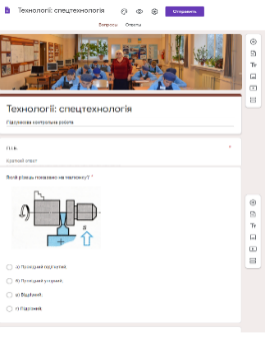 Технології: спецтехнологія
Отправить
Вопросы Ответы
Технології: спецтехнологія
Підсумкова контрольна робота
П.І.Б.
Краткий ответ
Який різець показано на малюнку? *
а) Прохідний відігнутий;
б) Прохідний упорний;
в) Відрізний;
г) Підрізний;